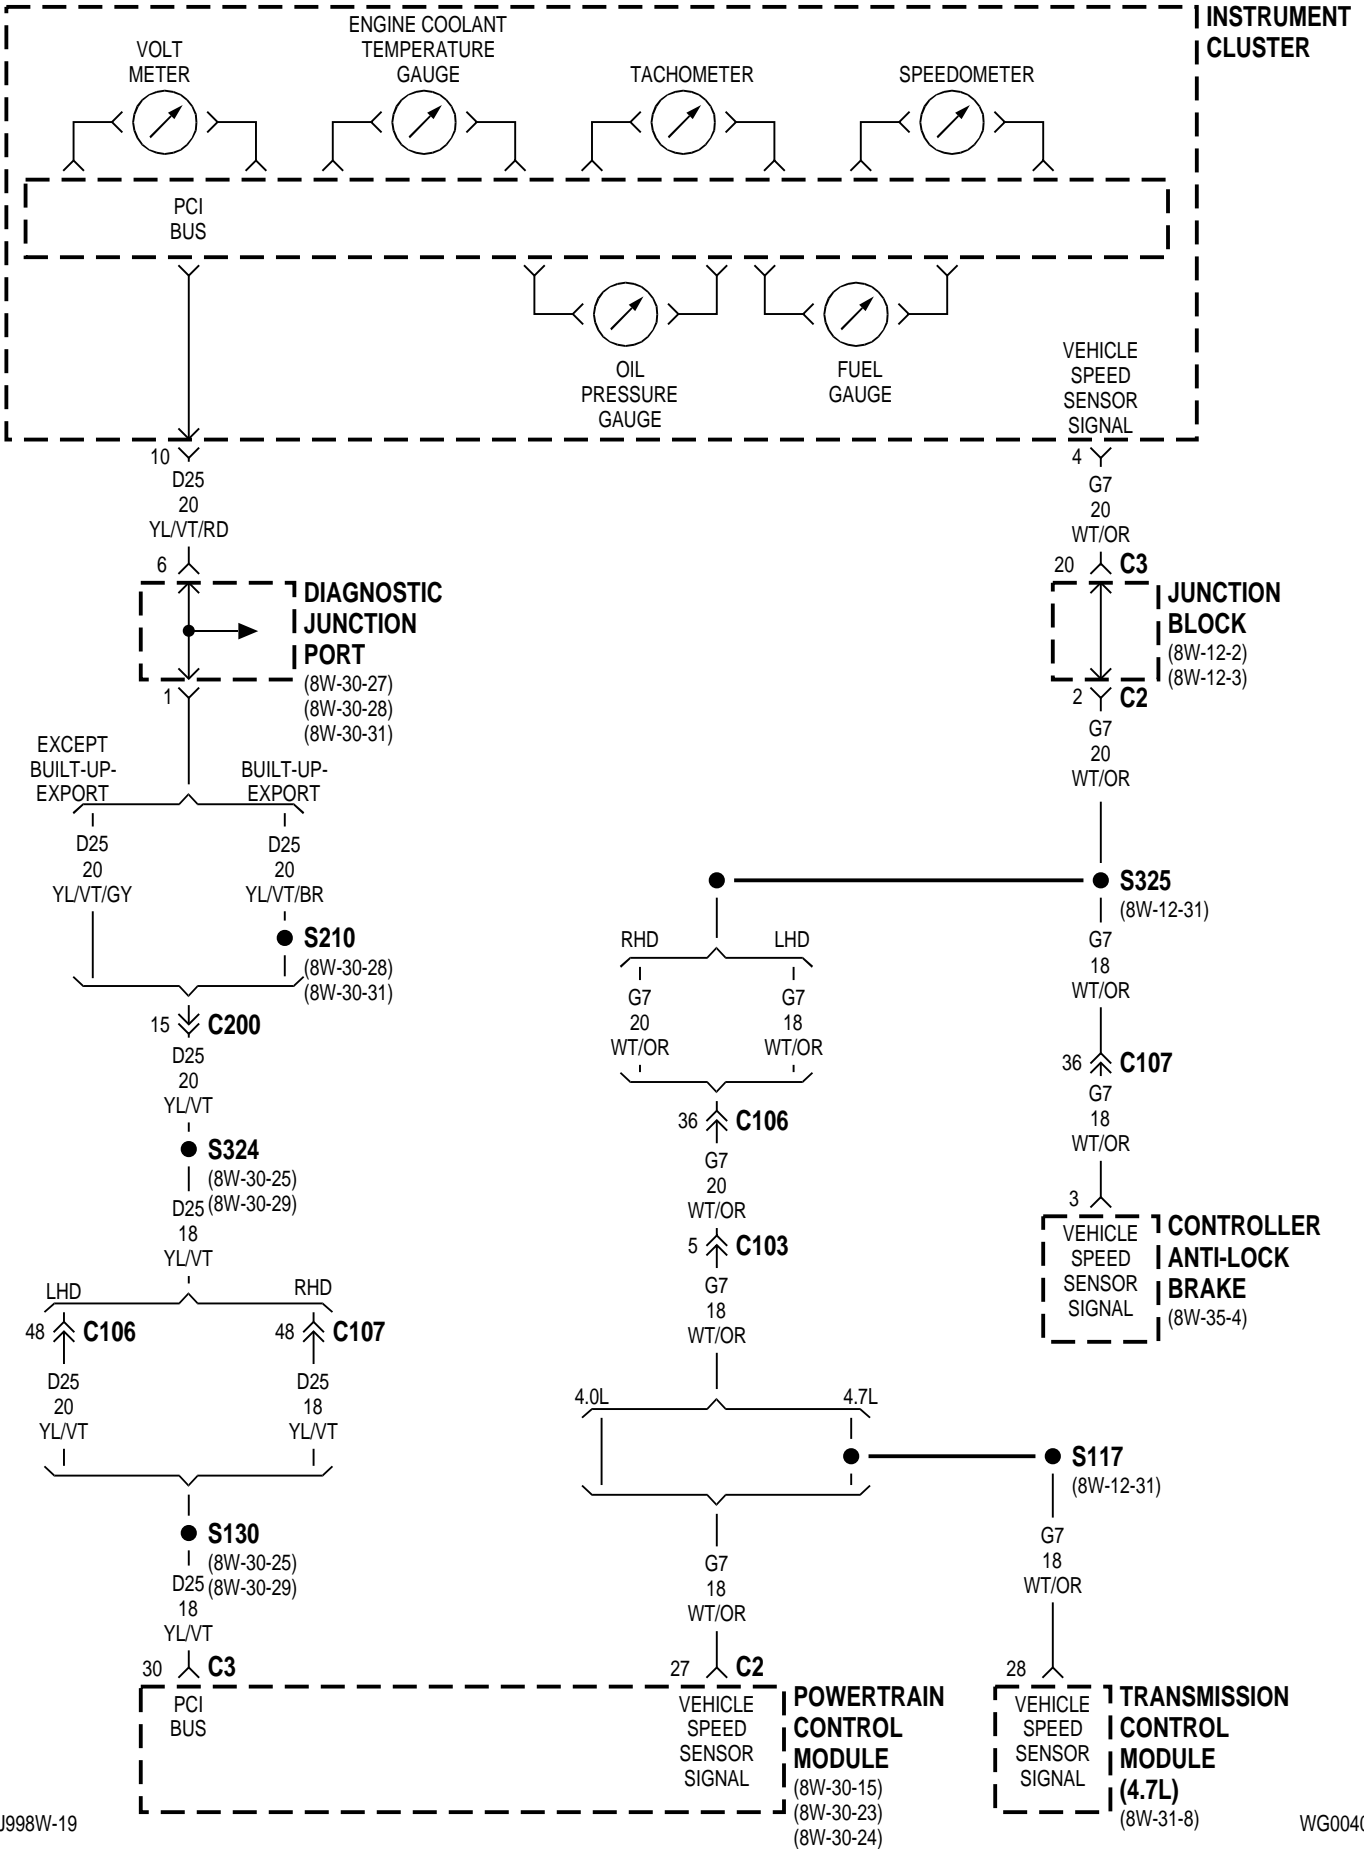 INSTRUMENT
CLUSTER
VOLT
METER
ENGINE COOLANT
TEMPERATURE
GAUGE
TACHOMETER
SPEEDOMETER
PCI
BUS
OIL
PRESSURE
GAUGE
FUEL
GAUGE
VEHICLE
SPEED
SENSOR
SIGNAL
10
D25
20
YL/VT/RD
6
DIAGNOSTIC
JUNCTION
PORT
(8W-30-27)
(8W-30-28)
(8W-30-31)
1
EXCEPT
BUILT-UP-
EXPORT
BUILT-UP-
EXPORT
D25
20
YL/VT/GY
D25
20
YL/VT/BR
S210
(8W-30-28)
(8W-30-31)
15
C200
D25
20
YL/VT
S324
(8W-30-25)
(8W-30-29)
D25
18
YL/VT
LHD
RHD
48
C106
48
C107
D25
20
YL/VT
D25
18
YL/VT
S130
(8W-30-25)
(8W-30-29)
D25
18
YL/VT
30
C3
PCI
BUS
4
G7
20
WT/OR
20
C3
JUNCTION
BLOCK
(8W-12-2)
(8W-12-3)
2
C2
G7
20
WT/OR
S325
(8W-12-31)
RHD
LHD
G7
20
WT/OR
G7
18
WT/OR
36
C106
G7
20
WT/OR
5
C103
G7
18
WT/OR
G7
18
WT/OR
36
C107
G7
18
WT/OR
3
VEHICLE
SPEED
SENSOR
SIGNAL
CONTROLLER
ANTI-LOCK
BRAKE
(8W-35-4)
4.0L
4.7L
S117
(8W-12-31)
G7
18
WT/OR
27
C2
VEHICLE
SPEED
SENSOR
SIGNAL
POWERTRAIN
CONTROL
MODULE
(8W-30-15)
(8W-30-23)
(8W-30-24)
G7
18
WT/OR
28
VEHICLE
SPEED
SENSOR
SIGNAL
TRANSMISSION
CONTROL
MODULE
(4.7L)
(8W-31-8)
J998W-19
WG0040